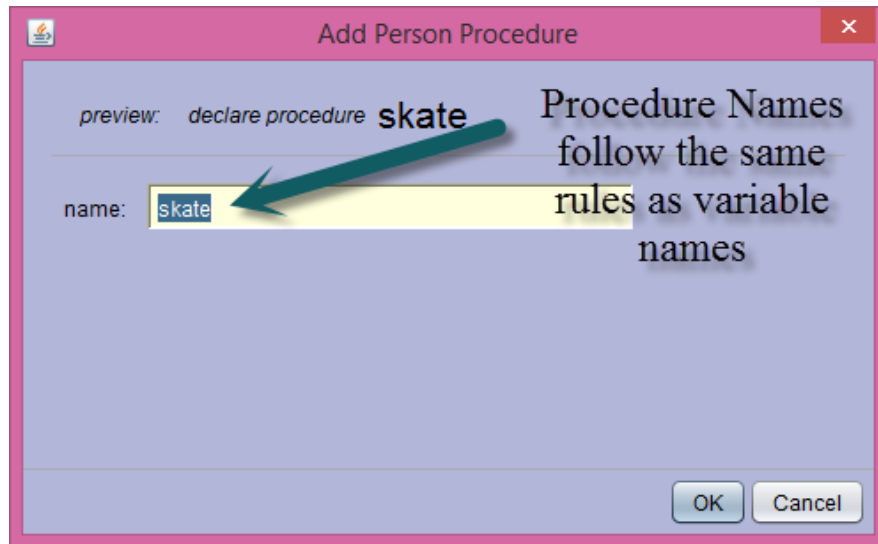 Add Person Procedure
preview: declare procedure skate
Procedure Names
follow the same
rules as variable
names
name: skate
OK Cancel